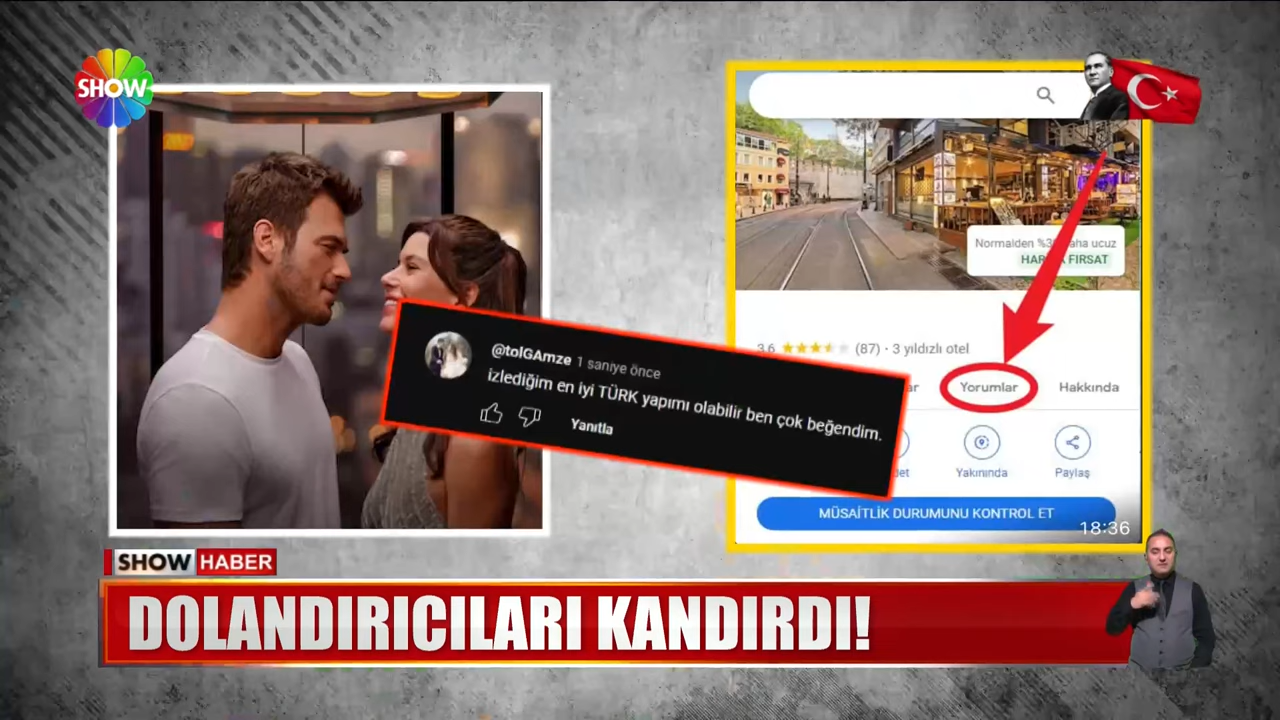 SHOW
Normalden %3 daha ucuz
HARİKA FIRSAT
3,6 (87) · 3 yıldızlı otel
Yorumlar
Hakkında
@tolGAmze 1 saniye önce
izlediğim en iyi TÜRK yapımı olabilir ben çok beğendim.
Yanıtla
Yakınında
Paylaş
MÜSAİTLİK DURUMUNU KONTROL ET
18:36
SHOW HABER
DOLANDIRICILARI KANDIRDI!